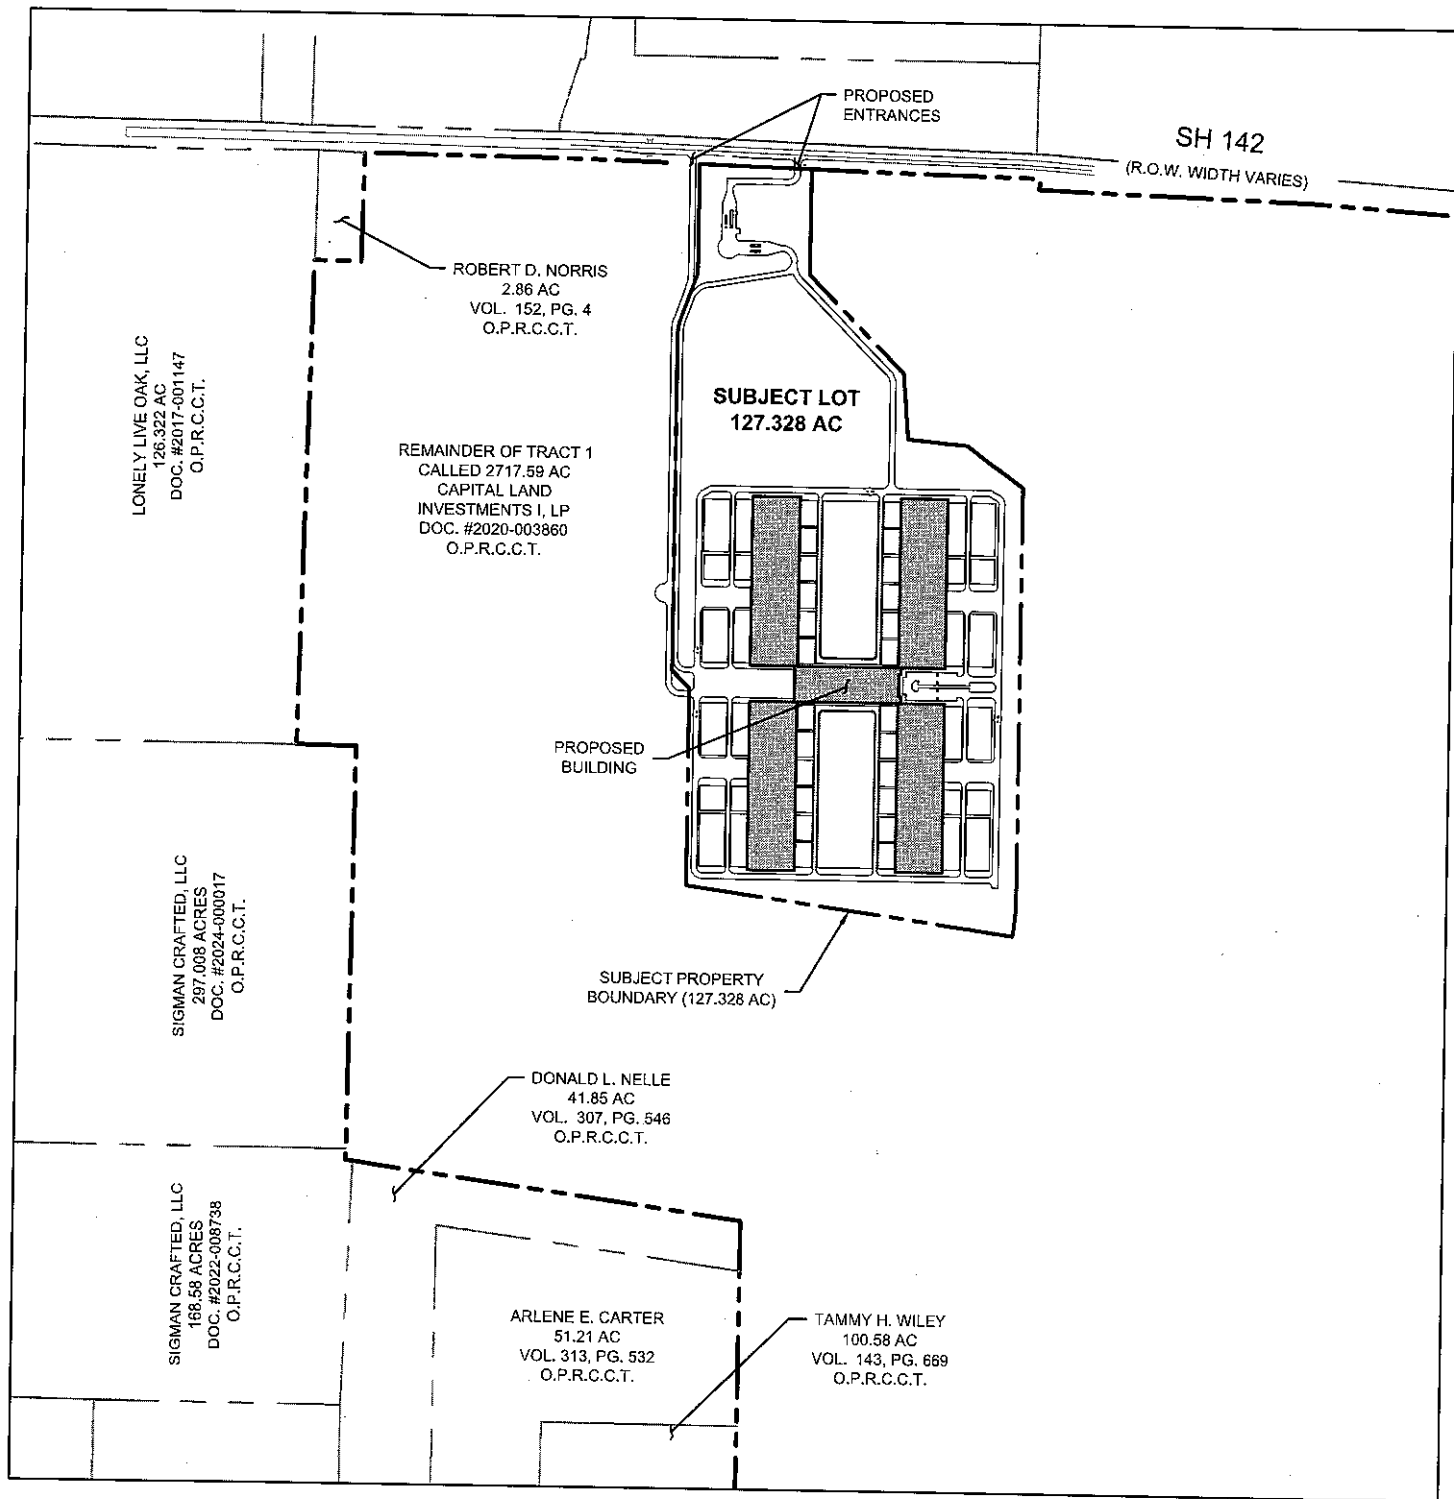 PROPOSED
ENTRANCES
SH 142
(R.O.W. WIDTH VARIES)
ROBERT D. NORRIS
2.86 AC
VOL. 152, PG. 4
O.P.R.C.C.T.
LONELY LIVE OAK, LLC
126.322 AC
DOC. #2017-001147
O.P.R.C.C.T.
SUBJECT LOT
127.328 AC
REMAINDER OF TRACT 1
CALLED 2717.59 AC
CAPITAL LAND
INVESTMENTS I, LP
DOC. #2020-003860
O.P.R.C.C.T.
PROPOSED
BUILDING
SIGMAN CRAFTED, LLC
297.008 ACRES
DOC. #2024-000017
O.P.R.C.C.T.
SUBJECT PROPERTY
BOUNDARY (127.328 AC)
DONALD L. NELLE
41.85 AC
VOL. 307, PG. 546
O.P.R.C.C.T.
SIGMAN CRAFTED, LLC
168.58 ACRES
DOC. #2022-008738
O.P.R.C.C.T.
ARLENE E. CARTER
51.21 AC
VOL. 313, PG. 532
O.P.R.C.C.T.
TAMMY H. WILEY
100.58 AC
VOL. 143, PG. 669
O.P.R.C.C.T.